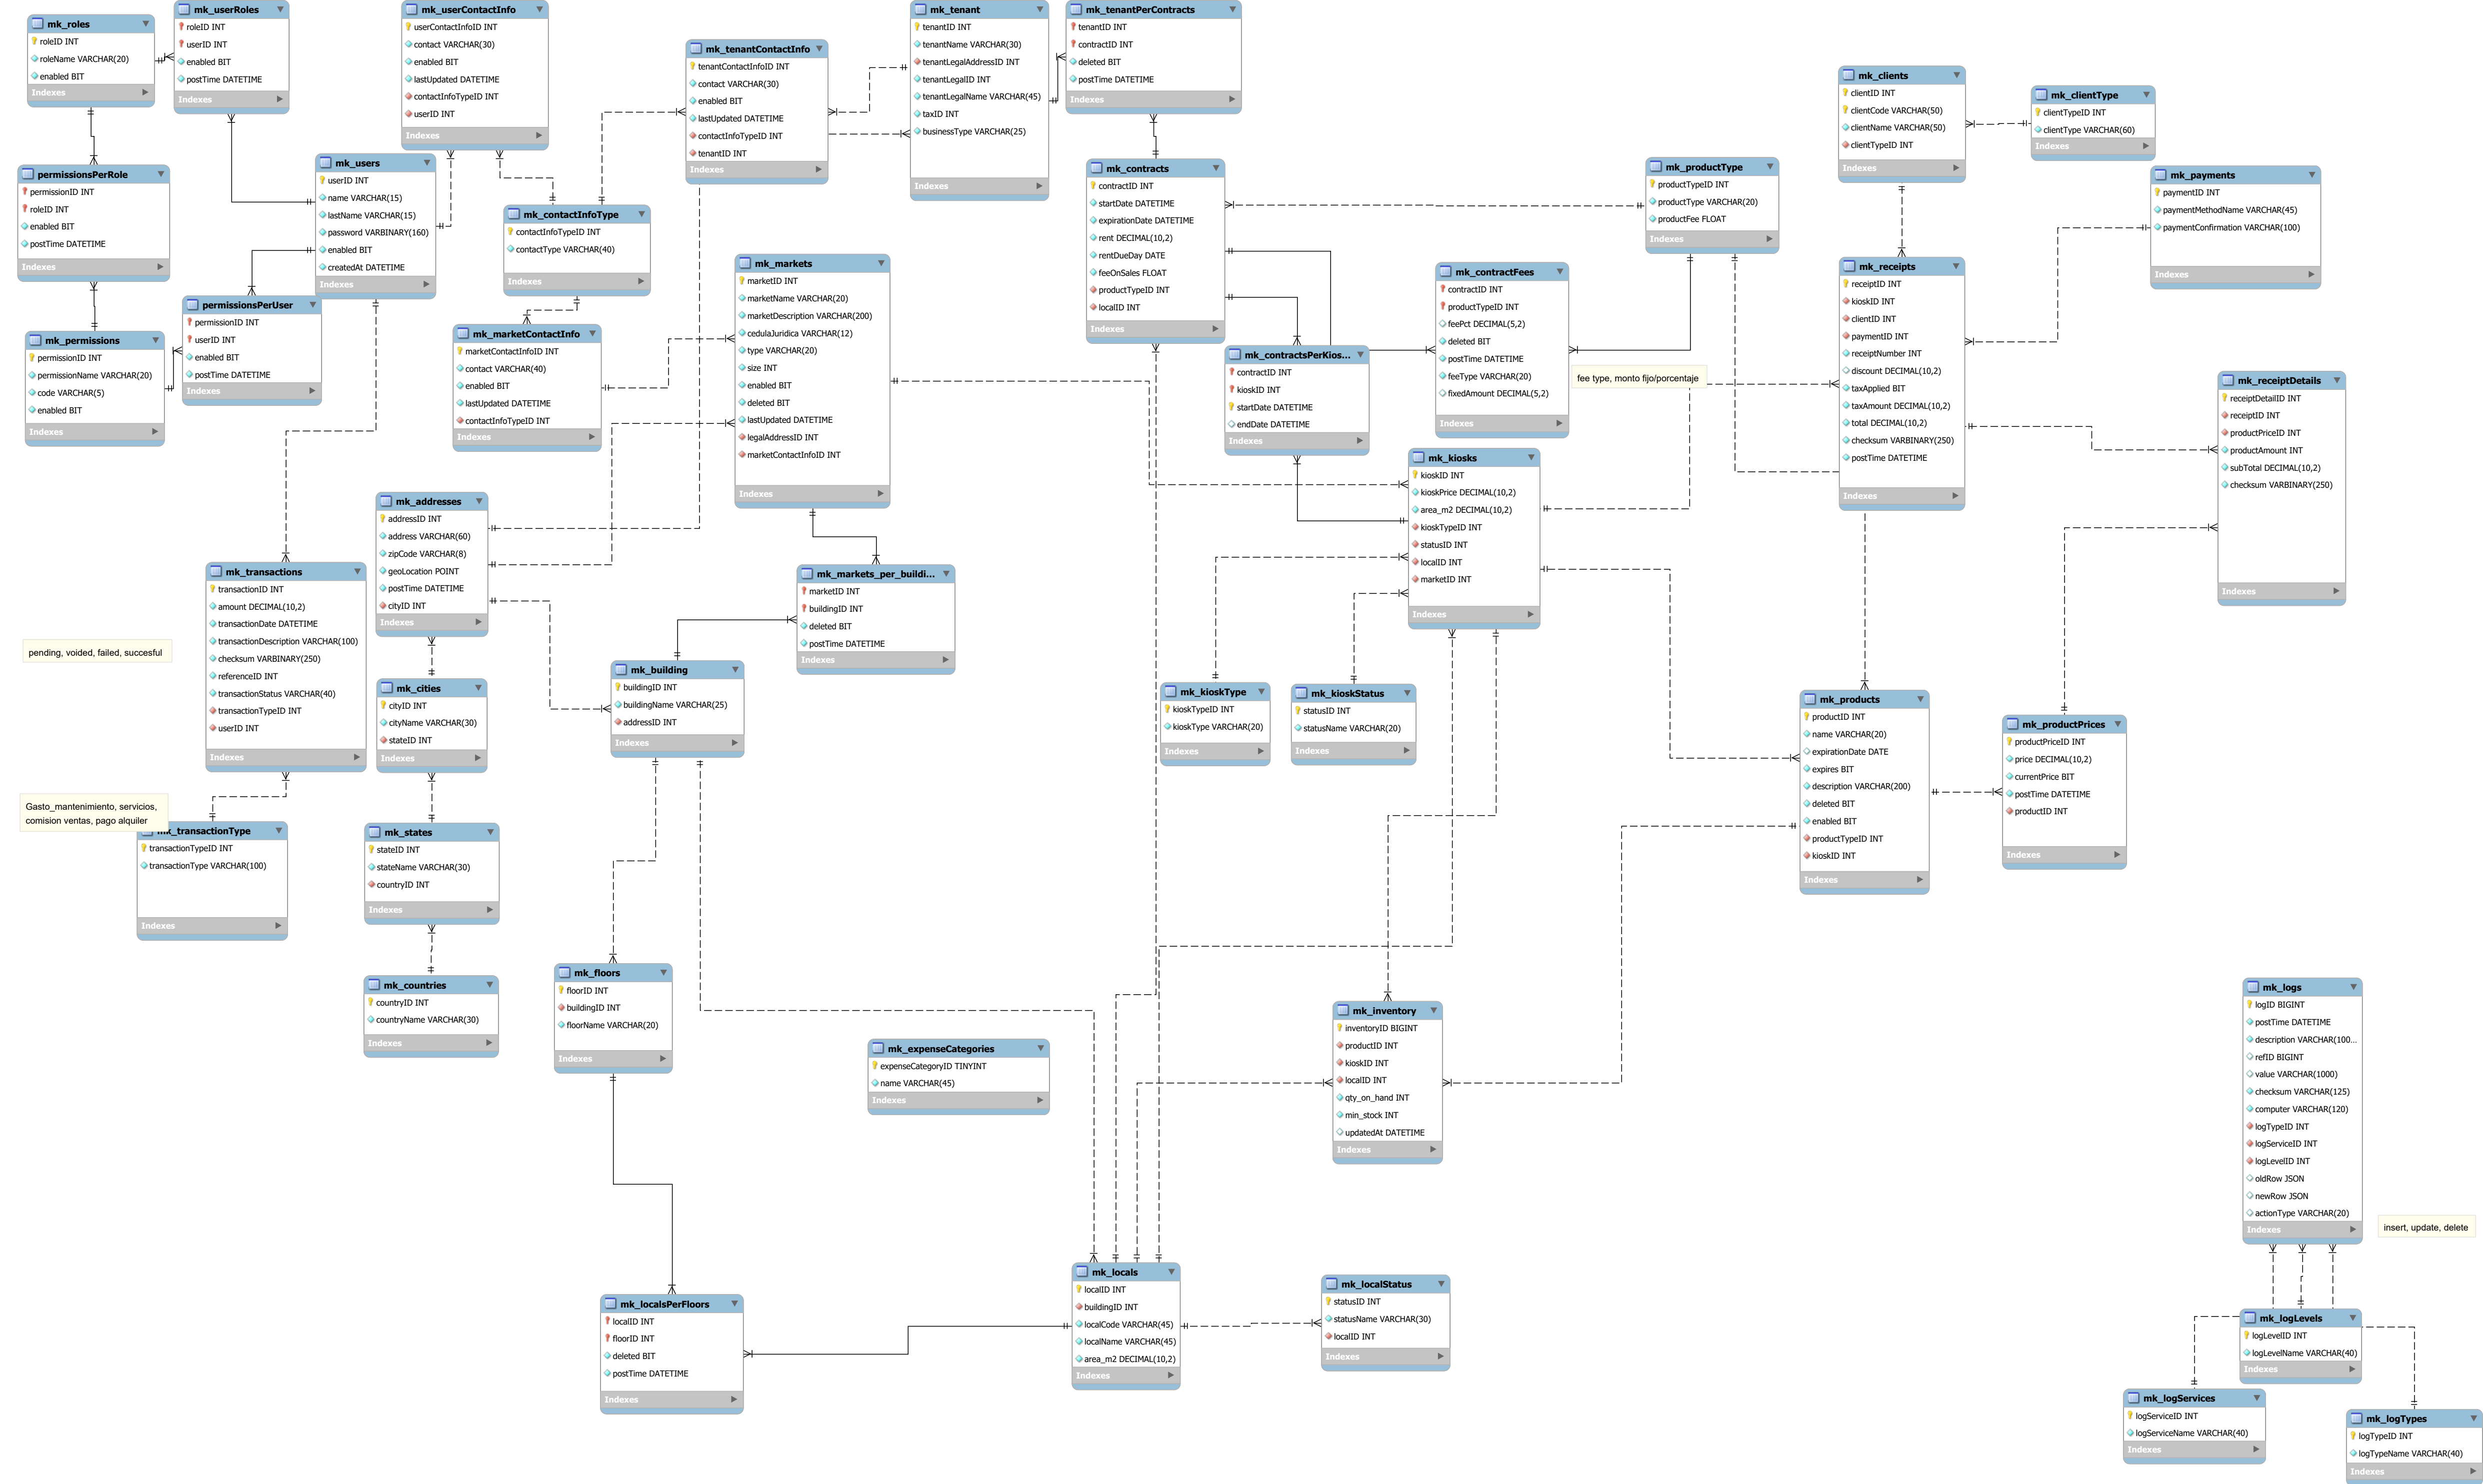 mk_roles
roleID INT
roleName VARCHAR(20)
enabled BIT
Indexes
mk_userRoles
roleID INT
userID INT
enabled BIT
postTime DATETIME
Indexes
mk_userContactInfo
userContactInfoID INT
contact VARCHAR(30)
enabled BIT
lastUpdated DATETIME
contactInfoTypeID INT
userID INT
Indexes
mk_tenantContactInfo
tenantContactInfoID INT
contact VARCHAR(30)
enabled BIT
lastUpdated DATETIME
contactInfoTypeID INT
tenantID INT
Indexes
mk_tenant
tenantID INT
tenantName VARCHAR(30)
tenantLegalAddressID INT
tenantLegalID INT
tenantLegalName VARCHAR(45)
taxID INT
businessType VARCHAR(25)
Indexes
mk_tenantPerContracts
tenantID INT
contractID INT
deleted BIT
postTime DATETIME
Indexes
mk_clients
clientID INT
clientCode VARCHAR(50)
clientName VARCHAR(50)
clientTypeID INT
Indexes
mk_clientType
clientTypeID INT
clientType VARCHAR(60)
Indexes
permissionsPerRole
permissionID INT
roleID INT
enabled BIT
postTime DATETIME
Indexes
mk_users
userID INT
name VARCHAR(15)
lastName VARCHAR(15)
password VARBINARY(160)
enabled BIT
createdAt DATETIME
Indexes
mk_contactInfoType
contactInfoTypeID INT
contactType VARCHAR(40)
Indexes
mk_contracts
contractID INT
startDate DATETIME
expirationDate DATETIME
rent DECIMAL(10,2)
rentDueDay DATE
feeOnSales FLOAT
productTypeID INT
localID INT
Indexes
mk_productType
productTypeID INT
productType VARCHAR(20)
productFee FLOAT
Indexes
mk_payments
paymentID INT
paymentMethodName VARCHAR(45)
paymentConfirmation VARCHAR(100)
Indexes
mk_permissions
permissionID INT
permissionName VARCHAR(20)
code VARCHAR(5)
enabled BIT
Indexes
permissionsPerUser
permissionID INT
userID INT
enabled BIT
postTime DATETIME
Indexes
mk_marketContactInfo
marketContactInfoID INT
contact VARCHAR(40)
enabled BIT
lastUpdated DATETIME
contactInfoTypeID INT
Indexes
mk_markets
marketID INT
marketName VARCHAR(20)
marketDescription VARCHAR(200)
cedulaJuridica VARCHAR(12)
type VARCHAR(20)
size INT
enabled BIT
deleted BIT
lastUpdated DATETIME
legalAddressID INT
marketContactInfoID INT
Indexes
mk_contractsPerKios...
contractID INT
kioskID INT
startDate DATETIME
endDate DATETIME
Indexes
mk_contractFees
contractID INT
productTypeID INT
feePct DECIMAL(5,2)
deleted BIT
postTime DATETIME
feeType VARCHAR(20)
fixedAmount DECIMAL(5,2)
Indexes
fee type, monto fijo/porcentaje
mk_receipts
receiptID INT
kioskID INT
clientID INT
paymentID INT
receiptNumber INT
discount DECIMAL(10,2)
taxApplied BIT
taxAmount DECIMAL(10,2)
total DECIMAL(10,2)
checksum VARBINARY(250)
postTime DATETIME
Indexes
mk_receiptDetails
receiptDetailID INT
receiptID INT
productPriceID INT
productAmount INT
subTotal DECIMAL(10,2)
checksum VARBINARY(250)
Indexes
mk_kiosks
kioskID INT
kioskPrice DECIMAL(10,2)
area_m2 DECIMAL(10,2)
kioskTypeID INT
statusID INT
localID INT
marketID INT
Indexes
mk_addresses
addressID INT
address VARCHAR(60)
zipCode VARCHAR(8)
geoLocation POINT
postTime DATETIME
cityID INT
Indexes
mk_transactions
transactionID INT
amount DECIMAL(10,2)
transactionDate DATETIME
transactionDescription VARCHAR(100)
checksum VARBINARY(250)
referenceID INT
transactionStatus VARCHAR(40)
transactionTypeID INT
userID INT
Indexes
mk_markets_per_buildi...
marketID INT
buildingID INT
deleted BIT
postTime DATETIME
Indexes
pending, voided, failed, succesful
mk_building
buildingID INT
buildingName VARCHAR(25)
addressID INT
Indexes
mk_cities
cityID INT
cityName VARCHAR(30)
stateID INT
Indexes
mk_kioskType
kioskTypeID INT
kioskType VARCHAR(20)
Indexes
mk_kioskStatus
statusID INT
statusName VARCHAR(20)
Indexes
mk_products
productID INT
name VARCHAR(20)
expirationDate DATE
expires BIT
description VARCHAR(200)
deleted BIT
enabled BIT
productTypeID INT
kioskID INT
Indexes
mk_productPrices
productPriceID INT
price DECIMAL(10,2)
currentPrice BIT
postTime DATETIME
productID INT
Indexes
Gasto_mantenimiento, servicios,
comision ventas, pago alquiler
mk_transactionType
transactionTypeID INT
transactionType VARCHAR(100)
Indexes
mk_states
stateID INT
stateName VARCHAR(30)
countryID INT
Indexes
mk_countries
countryID INT
countryName VARCHAR(30)
Indexes
mk_floors
floorID INT
buildingID INT
floorName VARCHAR(20)
Indexes
mk_expenseCategories
expenseCategoryID TINYINT
name VARCHAR(45)
Indexes
mk_inventory
inventoryID BIGINT
productID INT
kioskID INT
localID INT
qty_on_hand INT
min_stock INT
updatedAt DATETIME
Indexes
mk_logs
logID BIGINT
postTime DATETIME
description VARCHAR(100...
refID BIGINT
value VARCHAR(1000)
checksum VARCHAR(125)
computer VARCHAR(120)
logTypeID INT
logServiceID INT
logLevelID INT
oldRow JSON
newRow JSON
actionType VARCHAR(20)
Indexes
insert, update, delete
mk_localsPerFloors
localID INT
floorID INT
deleted BIT
postTime DATETIME
Indexes
mk_locals
localID INT
buildingID INT
localCode VARCHAR(45)
localName VARCHAR(45)
area_m2 DECIMAL(10,2)
Indexes
mk_localStatus
statusID INT
statusName VARCHAR(30)
localID INT
Indexes
mk_logLevels
logLevelID INT
logLevelName VARCHAR(40)
Indexes
mk_logServices
logServiceID INT
logServiceName VARCHAR(40)
Indexes
mk_logTypes
logTypeID INT
logTypeName VARCHAR(40)
Indexes